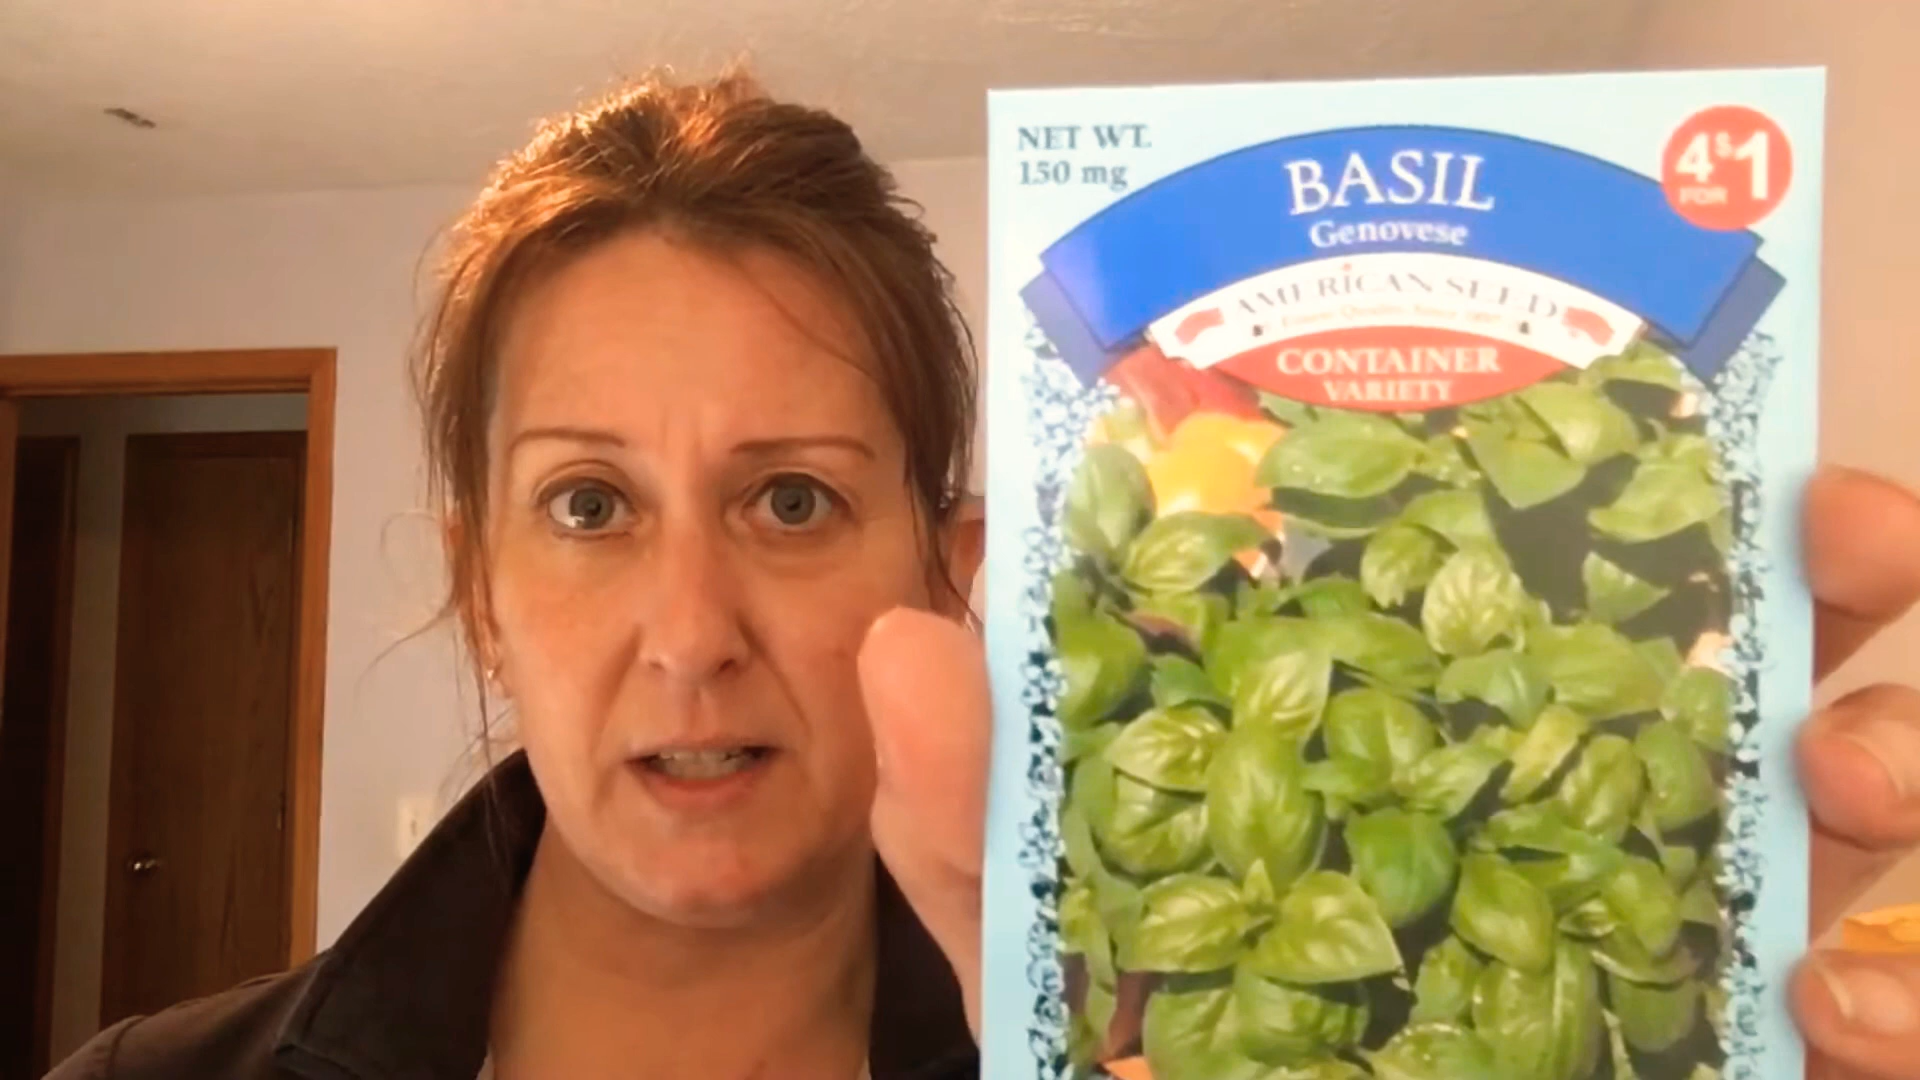 NET WT.
150 mg
BASIL
Genovese
4 FOR $1
AMERICAN SEED
CONTAINER
VARIETY